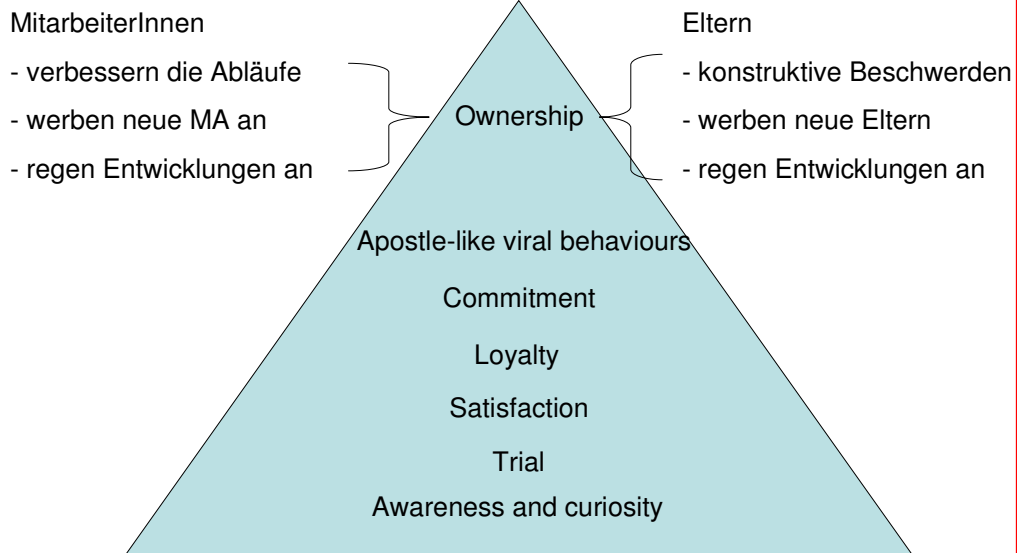 MitarbeiterInnen
- verbessern die Abläufe
- werben neue MA an
- regen Entwicklungen an
Eltern
- konstruktive Beschwerden
- werben neue Eltern
- regen Entwicklungen an
Ownership
Apostle-like viral behaviours
Commitment
Loyalty
Satisfaction
Trial
Awareness and curiosity